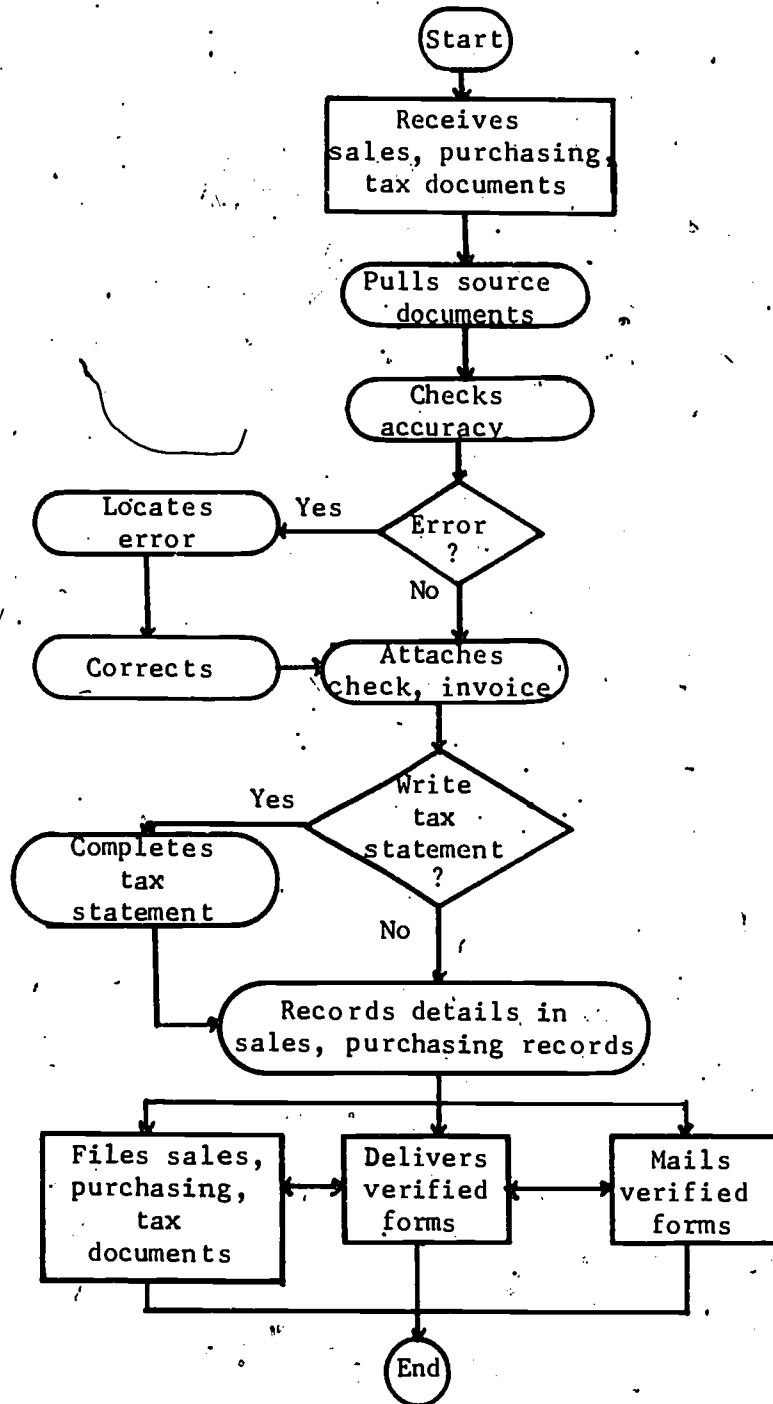 Start
Receives
sales, purchasing,
tax documents
Pulls source
documents
Checks
accuracy
Error
?
Yes
Locates
error
No
Corrects
Attaches
check, invoice
Write
tax
statement
?
Yes
Completes
tax
statement
No
Records details in
sales, purchasing records
Files sales,
purchasing,
tax
documents
Delivers
verified
forms
Mails
verified
forms
End